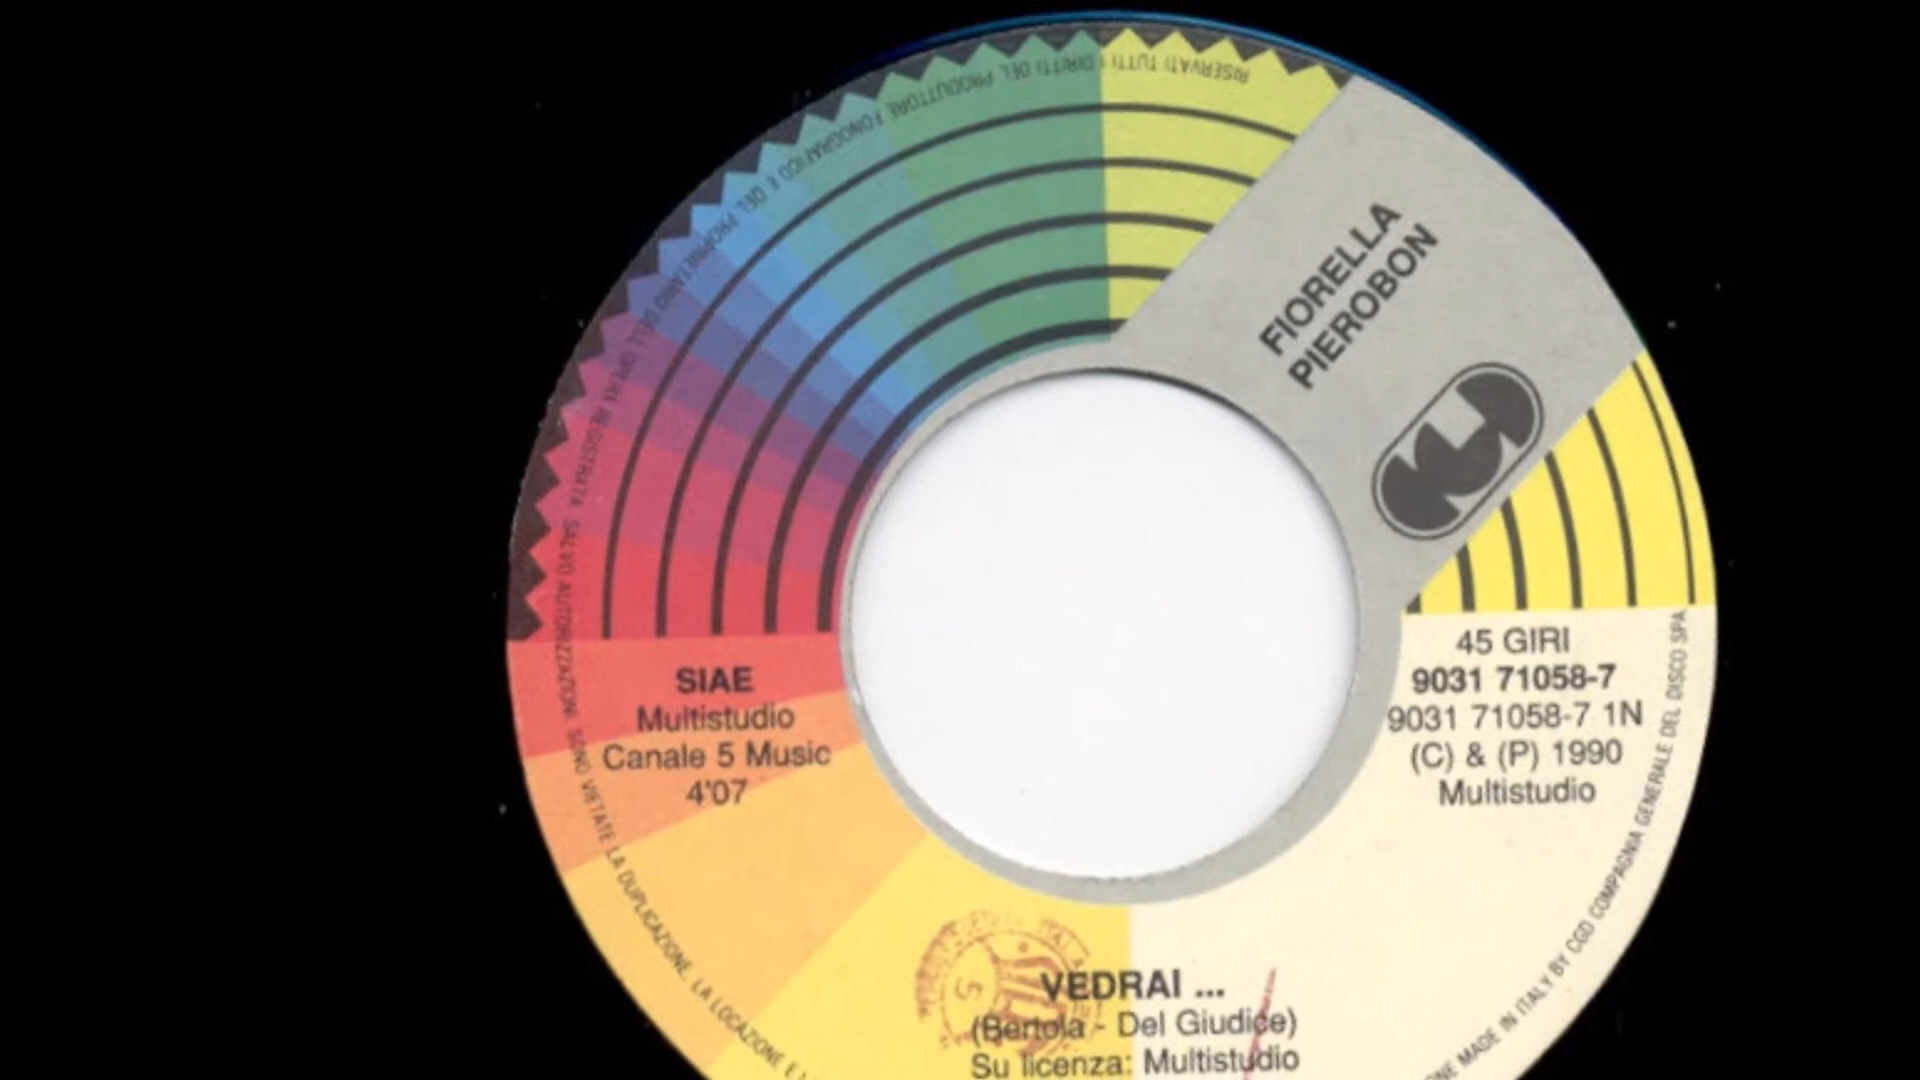 FIORELLA
PIEROBON
SIAE
Multistudio
Canale 5 Music
4'07
45 GIRI
9031 71058-7
9031 71058-7 1N
(C) & (P) 1990
Multistudio
VEDRAI ...
(Bertola - Del Giudice)
Su licenza: Multistudio
RISERVATI TUTTI I DIRITTI DEL PRODUTTORE FONOGRAFICO E DEL PROPRIETARIO DELL'OPERA REGISTRATA. SALVO AUTORIZZAZIONI, SONO VIETATE LA DUPLICAZIONE, LA LOCAZIONE E
MADE IN ITALY BY CGD COMPAGNIA GENERALE DEL DISCO SPA